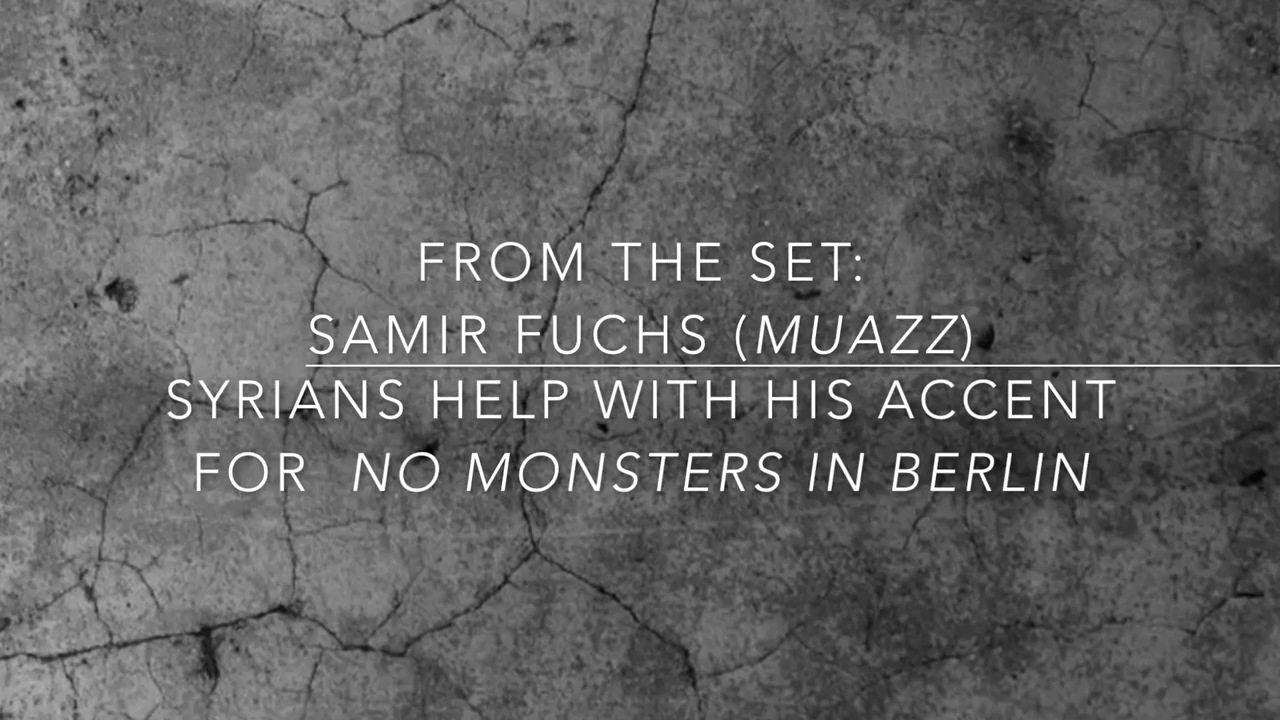 FROM THE SET:
SAMIR FUCHS (MUAZZ)
SYRIANS HELP WITH HIS ACCENT
FOR NO MONSTERS IN BERLIN